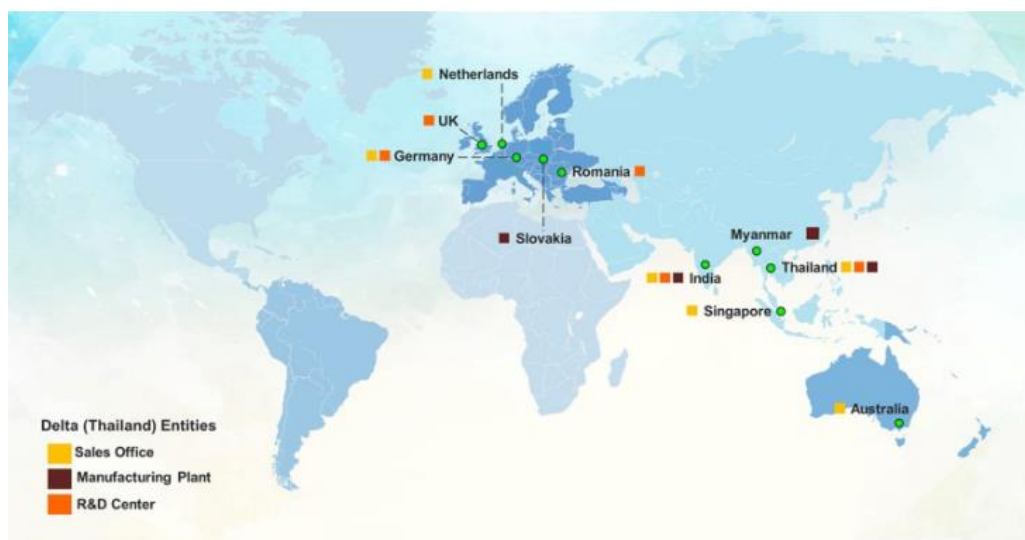 Netherlands
UK
Germany
Romania
Slovakia
Myanmar
Thailand
India
Singapore
Australia
Delta (Thailand) Entities
Sales Office
Manufacturing Plant
R&D Center